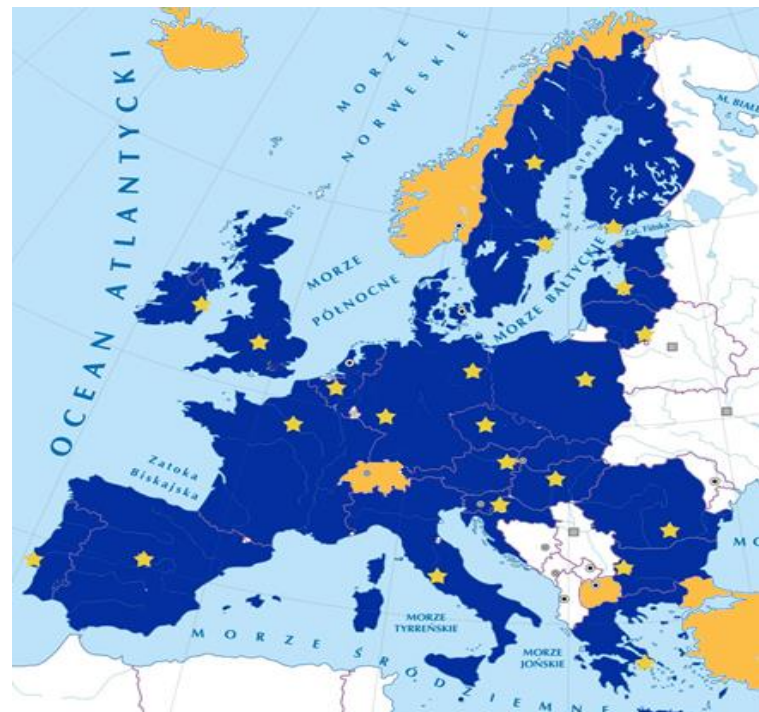 MORZE
NORWESKIE
M. BIAŁE
OCEAN ATLANTYCKI
Zat. Botnicka
Zat. Fińska
MORZE
PÓŁNOCNE
MORZE BAŁTYCKIE
Zatoka
Biskajska
MORZE
TYRREŃSKIE
MORZE
JOŃSKIE
MO
MORZE ŚRÓDZIEMNE